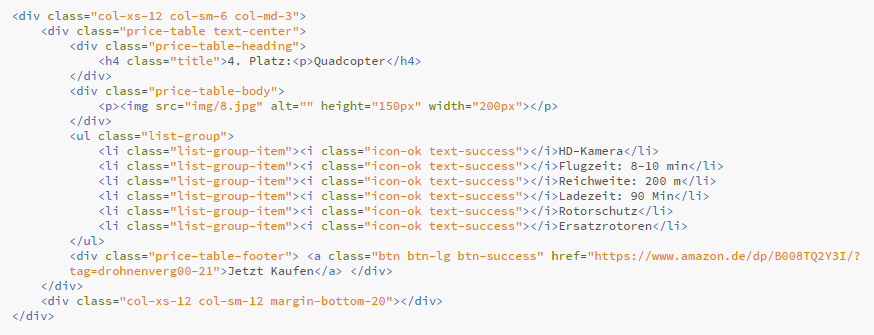 <div class="col-xs-12 col-sm-6 col-md-3">
<div class="price-table text-center">
<div class="price-table-heading">
<h4 class="title">4. Platz:<p>Quadcopter</h4>
</div>
<div class="price-table-body">
<p><img src="img/8.jpg" alt="" height="150px" width="200px"></p>
</div>
<ul class="list-group">
<li class="list-group-item"><i class="icon-ok text-success"></i>HD-Kamera</li>
<li class="list-group-item"><i class="icon-ok text-success"></i>Flugzeit: 8-10 min</li>
<li class="list-group-item"><i class="icon-ok text-success"></i>Reichweite: 200 m</li>
<li class="list-group-item"><i class="icon-ok text-success"></i>Ladezeit: 90 Min</li>
<li class="list-group-item"><i class="icon-ok text-success"></i>Rotorschutz</li>
<li class="list-group-item"><i class="icon-ok text-success"></i>Ersatzrotoren</li>
</ul>
<div class="price-table-footer"> <a class="btn btn-lg btn-success" href="https://www.amazon.de/dp/B008TQ2Y3I/?
tag=drohnenverg00-21">Jetzt Kaufen</a> </div>
</div>
<div class="col-xs-12 col-sm-12 margin-bottom-20"></div>
</div>